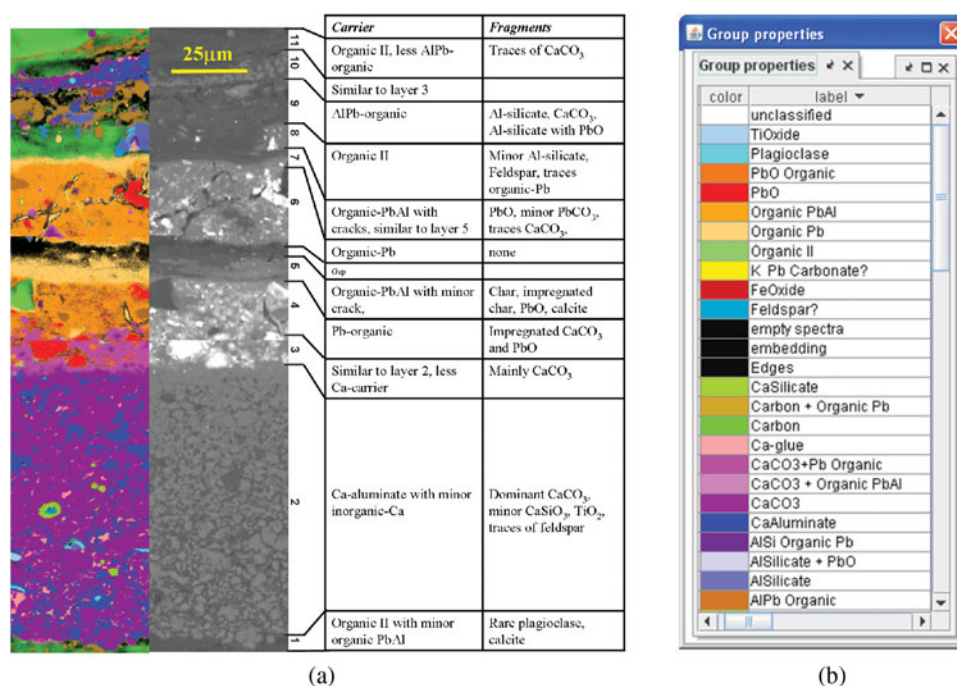 Carrier Fragments
Organic II, less AlPb- Traces of CaCO3
organic
Similar to layer 3
AlPb-organic Al-silicate, CaCO3,
Al-silicate with PbO
Organic II Minor Al-silicate,
Feldspar, traces
organic-Pb
Organic-PbAl with PbO, minor PbCO3,
cracks, similar to layer 5 traces CaCO3.
Organic-Pb none
Gap
Organic-PbAl with minor Char, impregnated
crack, char, PbO, calcite
Pb-organic Impregnated CaCO3
and PbO
Similar to layer 2, less Mainly CaCO3
Ca-carrier
Ca-aluminate with minor Dominant CaCO3,
inorganic-Ca minor CaSiO3, TiO2,
traces of feldspar
Organic II with minor Rare plagioclase,
organic PbAl calcite
25µm
11
10
9
8
7
6
5
4
3
2
1
(a)
Group properties
Group properties
color label
unclassified
TiOxide
Plagioclase
PbO Organic
PbO
Organic PbAl
Organic Pb
Organic II
K Pb Carbonate?
FeOxide
Feldspar?
empty spectra
embedding
Edges
CaSilicate
Carbon + Organic Pb
Carbon
Ca-glue
CaCO3+Pb Organic
CaCO3 + Organic PbAl
CaCO3
CaAluminate
AlSi Organic Pb
AlSilicate + PbO
AlSilicate
AlPb Organic
(b)